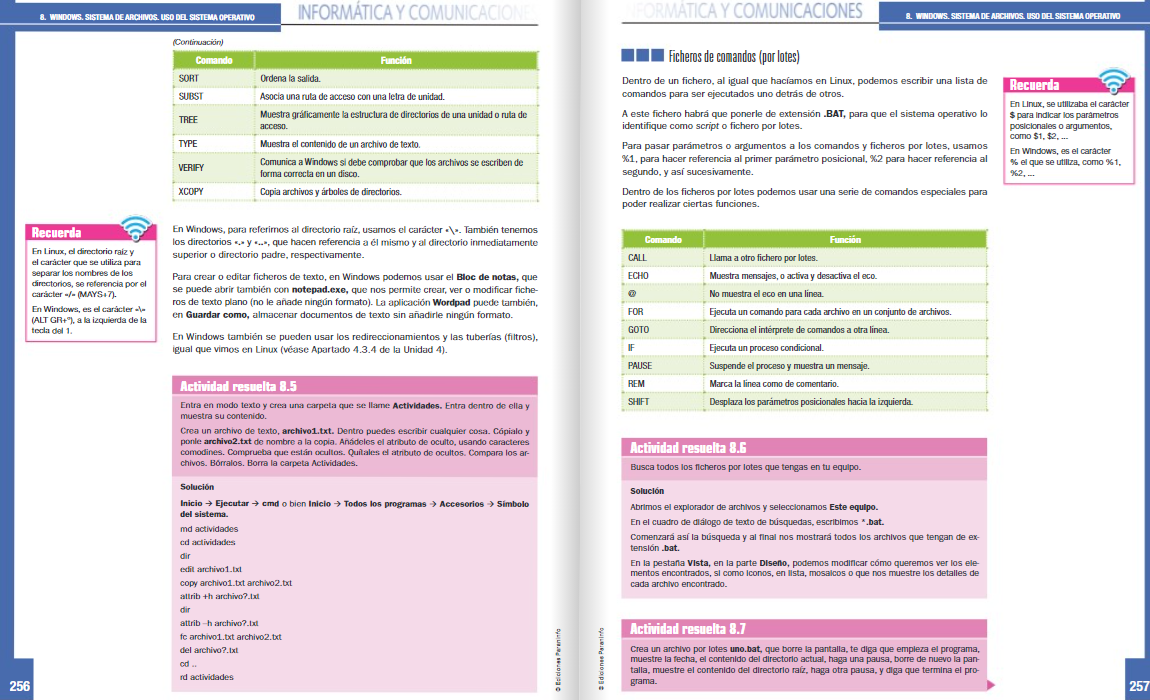 8. WINDOWS. SISTEMA DE ARCHIVOS. USO DEL SISTEMA OPERATIVO
INFORMÁTICA Y COMUNICACIONES
(Continuación)
Comando Función
SORT Ordena la salida.
SUBST Asocia una ruta de acceso con una letra de unidad.
TREE Muestra gráficamente la estructura de directorios de una unidad o ruta de
acceso.
TYPE Muestra el contenido de un archivo de texto.
VERIFY Comunica a Windows si debe comprobar que los archivos se escriben de
forma correcta en un disco.
XCOPY Copia archivos y árboles de directorios.
Recuerda
En Linux, el directorio raíz y
el carácter que se utiliza para
separar los nombres de los
directorios, se referencia por el
carácter «/» (MAYS+7).
En Windows, es el carácter «\»
(ALT GR+º), a la izquierda de la
tecla del 1.
En Windows, para referirnos al directorio raíz, usamos el carácter «\». También tenemos
los directorios «.» y «..», que hacen referencia a él mismo y al directorio inmediatamente
superior o directorio padre, respectivamente.
Para crear o editar ficheros de texto, en Windows podemos usar el Bloc de notas, que
se puede abrir también con notepad.exe, que nos permite crear, ver o modificar fiche-
ros de texto plano (no le añade ningún formato). La aplicación Wordpad puede también,
en Guardar como, almacenar documentos de texto sin añadirle ningún formato.
En Windows también se pueden usar los redireccionamientos y las tuberías (filtros),
igual que vimos en Linux (véase Apartado 4.3.4 de la Unidad 4).
Actividad resuelta 8.5
Entra en modo texto y crea una carpeta que se llame Actividades. Entra dentro de ella y
muestra su contenido.
Crea un archivo de texto, archivo1.txt. Dentro puedes escribir cualquier cosa. Cópialo y
ponle archivo2.txt de nombre a la copia. Añádeles el atributo de oculto, usando caracteres
comodines. Comprueba que están ocultos. Quítales el atributo de ocultos. Compara los ar-
chivos. Bórralos. Borra la carpeta Actividades.
Solución
Inicio → Ejecutar → cmd o bien Inicio → Todos los programas → Accesorios → Símbolo
del sistema.
md actividades
cd actividades
dir
edit archivo1.txt
copy archivo1.txt archivo2.txt
attrib +h archivo?.txt
dir
attrib –h archivo?.txt
fc archivo1.txt archivo2.txt
del archivo?.txt
cd ..
rd actividades
© Ediciones Paraninfo
256
INFORMÁTICA Y COMUNICACIONES
8. WINDOWS. SISTEMA DE ARCHIVOS. USO DEL SISTEMA OPERATIVO
Ficheros de comandos (por lotes)
Dentro de un fichero, al igual que hacíamos en Linux, podemos escribir una lista de
comandos para ser ejecutados uno detrás de otros.
A este fichero habrá que ponerle de extensión .BAT, para que el sistema operativo lo
identifique como script o fichero por lotes.
Para pasar parámetros o argumentos a los comandos y ficheros por lotes, usamos
%1, para hacer referencia al primer parámetro posicional, %2 para hacer referencia al
segundo, y así sucesivamente.
Dentro de los ficheros por lotes podemos usar una serie de comandos especiales para
poder realizar ciertas funciones.
Recuerda
En Linux, se utilizaba el carácter
$ para indicar los parámetros
posicionales o argumentos,
como $1, $2, ...
En Windows, es el carácter
% el que se utiliza, como %1,
%2, ...
Comando Función
CALL Llama a otro fichero por lotes.
ECHO Muestra mensajes, o activa y desactiva el eco.
@ No muestra el eco en una línea.
FOR Ejecuta un comando para cada archivo en un conjunto de archivos.
GOTO Direcciona el intérprete de comandos a otra línea.
IF Ejecuta un proceso condicional.
PAUSE Suspende el proceso y muestra un mensaje.
REM Marca la línea como de comentario.
SHIFT Desplaza los parámetros posicionales hacia la izquierda.
Actividad resuelta 8.6
Busca todos los ficheros por lotes que tengas en tu equipo.
Solución
Abrimos el explorador de archivos y seleccionamos Este equipo.
En el cuadro de diálogo de texto de búsquedas, escribimos *.bat.
Comenzará así la búsqueda y al final nos mostrará todos los archivos que tengan de ex-
tensión .bat.
En la pestaña Vista, en la parte Diseño, podemos modificar cómo queremos ver los ele-
mentos encontrados, si como iconos, en lista, mosaicos o que nos muestre los detalles de
cada archivo encontrado.
Actividad resuelta 8.7
Crea un archivo por lotes uno.bat, que borre la pantalla, te diga que empieza el programa,
muestre la fecha, el contenido del directorio actual, haga una pausa, borre de nuevo la pan-
talla, muestre el contenido del directorio raíz, haga otra pausa, y diga que termina el pro-
grama.
© Ediciones Paraninfo
257